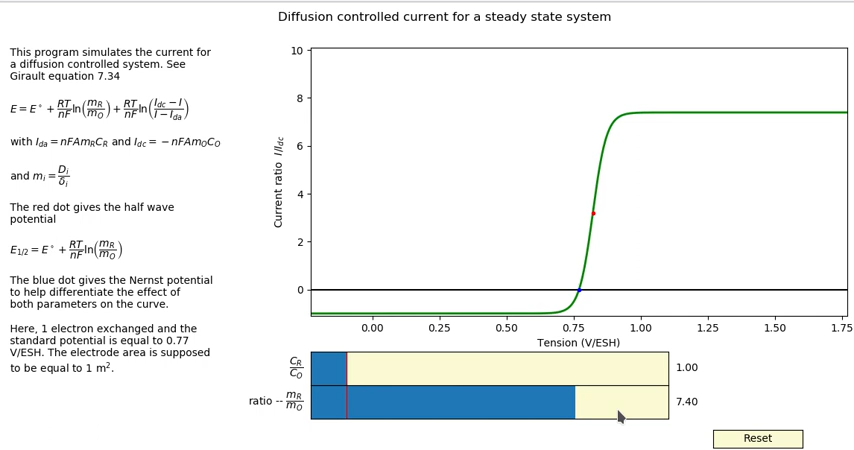 Diffusion controlled current for a steady state system
This program simulates the current for
a diffusion controlled system. See
Girault equation 7.34
E = E° + RT/nF ln(m_R/m_O) + RT/nF ln((I_dc − I)/(I − I_da))
with I_da = nFAm_RC_R and I_dc = −nFAm_OC_O
and m_i = D_i/δ_i
The red dot gives the half wave
potential
E_1/2 = E° + RT/nF ln(m_R/m_O)
The blue dot gives the Nernst potential
to help differentiate the effect of
both parameters on the curve.
Here, 1 electron exchanged and the
standard potential is equal to 0.77
V/ESH. The electrode area is supposed
to be equal to 1 m².
Current ratio I/I_dc
10
8
6
4
2
0
0.00 0.25 0.50 0.75 1.00 1.25 1.50 1.75
Tension (V/ESH)
C_R/C_O 1.00
ratio -- m_R/m_O 7.40
Reset